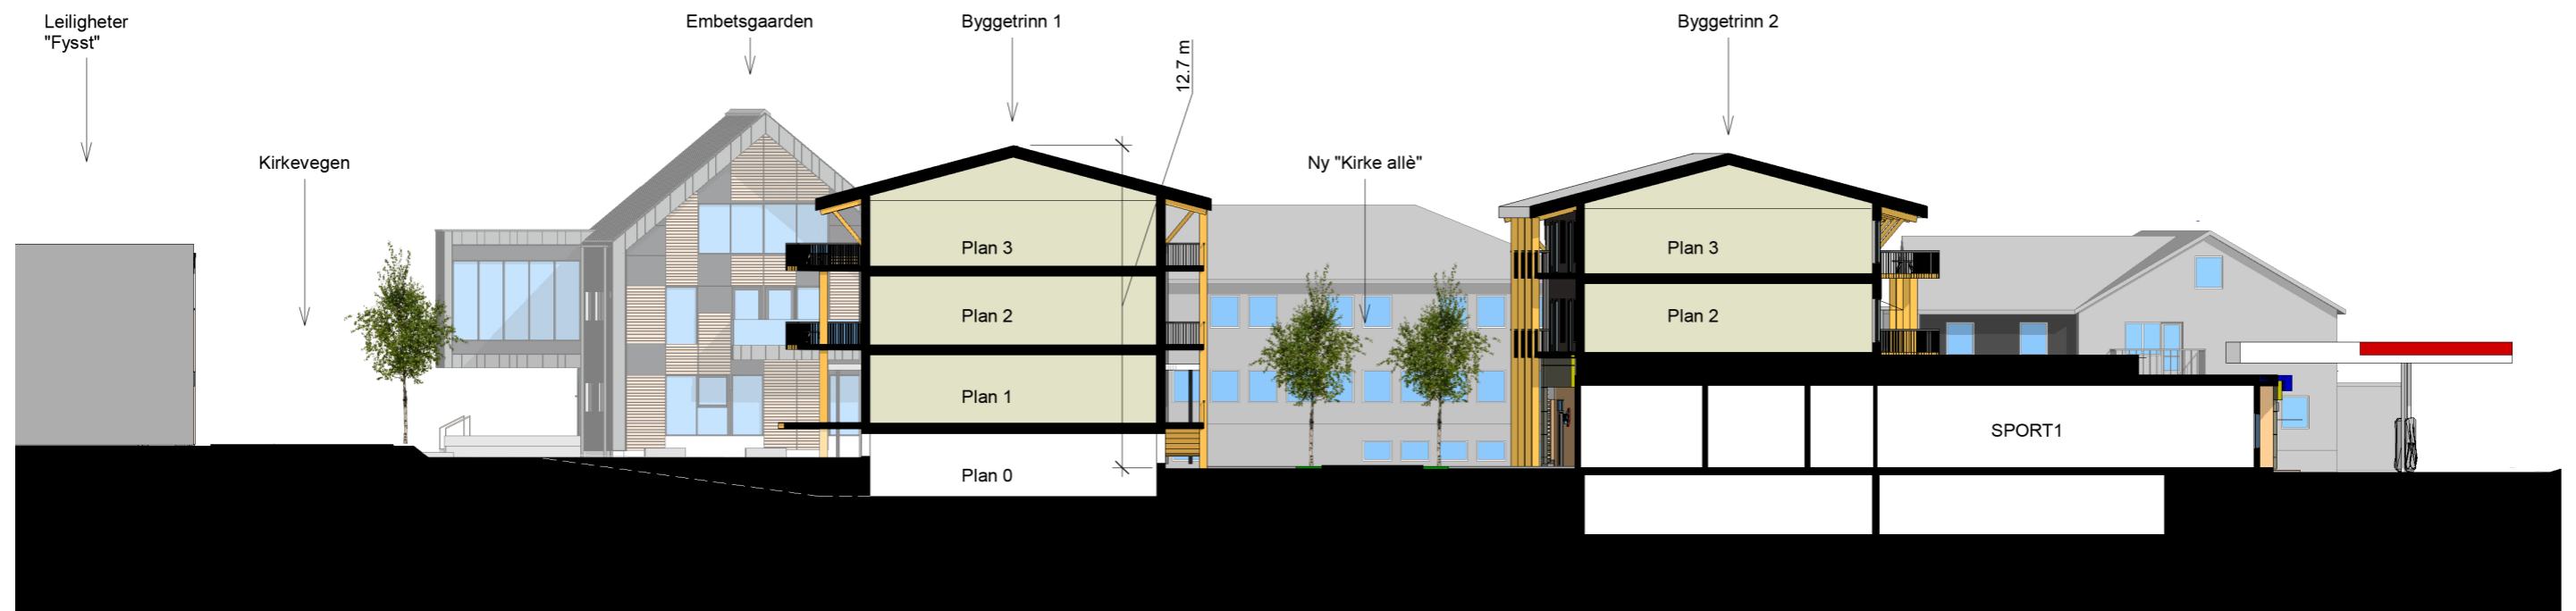 Leiligheter
"Fysst"
Embetsgaarden
Byggetrinn 1
Byggetrinn 2
12.7 m
Kirkevegen
Ny "Kirke allè"
Plan 3
Plan 3
Plan 2
Plan 2
Plan 1
SPORT1
Plan 0